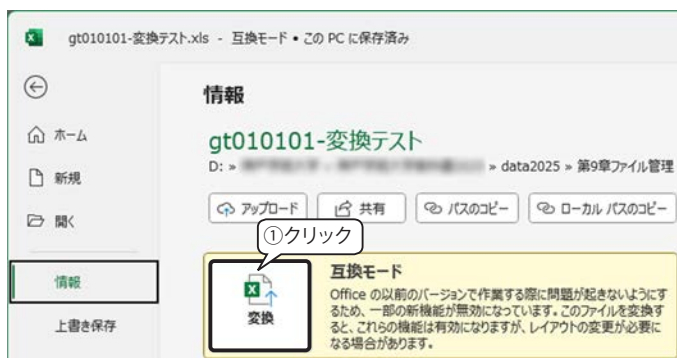 gt010101-変換テスト.xls - 互換モード • この PC に保存済み
情報
ホーム
gt010101-変換テスト
D: »
» data2025 » 第9章ファイル管理
新規
アップロード
共有
パスのコピー
ローカル パスのコピー
開く
①クリック
情報
変換
互換モード
Office の以前のバージョンで作業する際に問題が起きないようにす
るため、一部の新機能が無効になっています。このファイルを変換す
ると、これらの機能は有効になりますが、レイアウトの変更が必要に
なる場合があります。
上書き保存